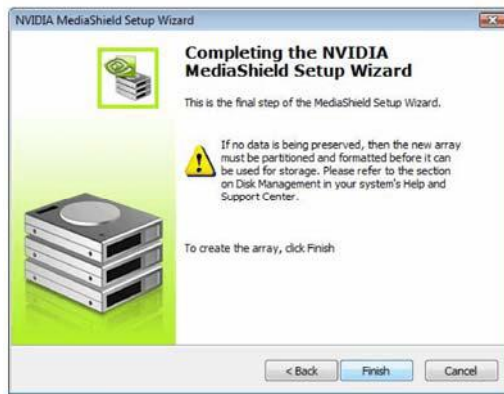 NVIDIA MediaShield Setup Wizard
Completing the NVIDIA
MediaShield Setup Wizard
This is the final step of the MediaShield Setup Wizard.
If no data is being preserved, then the new array
must be partitioned and formatted before it can
be used for storage. Please refer to the section
on Disk Management in your system's Help and
Support Center.
To create the array, click Finish
< Back
Finish
Cancel